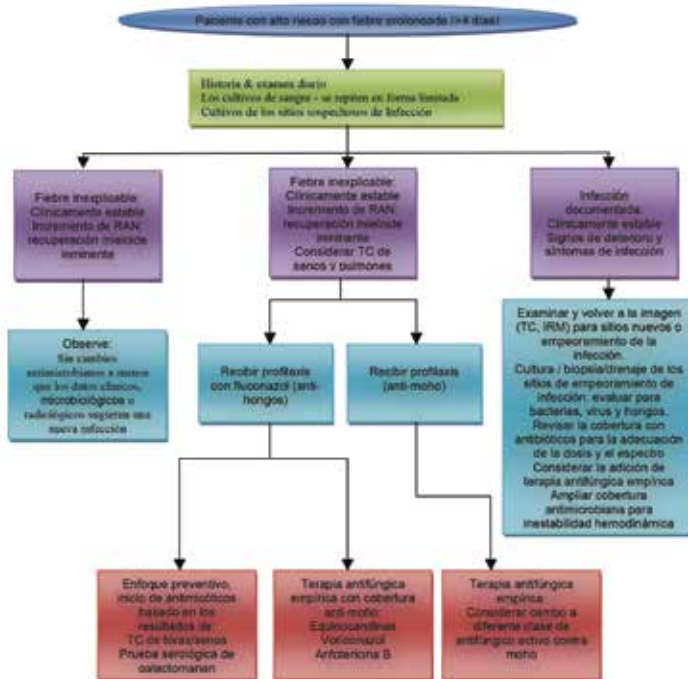 Paciente con alto riesgo con fiebre prolongada (>4 días)
Historia & examen diario
Los cultivos de sangre - se repiten en forma limitada
Cultivos de los sitios sospechosos de Infección
Fiebre inexplicable:
Clínicamente estable
Incremento de RAN:
recuperación mieloide
inminente
Fiebre inexplicable:
Clínicamente estable
Incremento de RAN:
recuperación mieloide
inminente
Considerar TC de
senos y pulmones
Infección
documentada:
Clínicamente estable
Signos de deterioro y
síntomas de infección
Observe:
Sin cambios
antimicrobianos a menos
que los datos clínicos,
microbiológicos o
radiológicos sugieren una
nueva infección
Recibir profilaxis
con fluconazol (anti-
hongos)
Recibir profilaxis
(anti-moho)
Examinar y volver a la imagen
(TC, IRM) para sitios nuevos o
empeoramiento de la
infección.
Cultura / biopsia/drenaje de los
sitios de empeoramiento de
infección: evaluar para
bacterias, virus y hongos.
Revisar la cobertura con
antibióticos para la adecuación
de la dosis y el espectro
Considerar la adición de
terapia antifúngica empírica
Ampliar cobertura
antimicrobiana para
inestabilidad hemodinámica
Enfoque preventivo,
inicio de antimicóticos
basado en los
resultados de
TC de tórax/senos
Prueba serológica de
galactomanan
Terapia antifúngica
empírica con cobertura
anti-moho:
Equinocandinas
Voriconazol
Anfotericina B
Terapia antifúngica
empírica:
Considerar cambio a
diferente clase de
antifúngico activo contra
moho